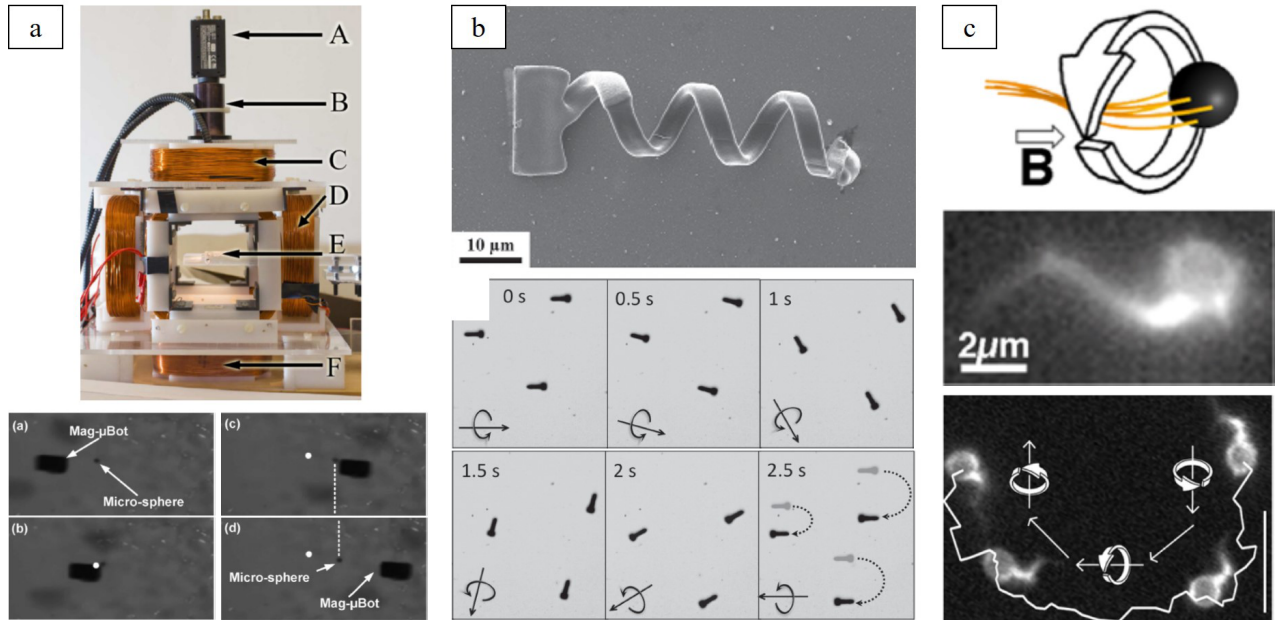 a
A
B
C
D
E
F
(a)
Mag-µBot
Micro-sphere
(c)
(b)
(d)
Micro-sphere
Mag-µBot
b
10 µm
0 s
0.5 s
1 s
1.5 s
2 s
2.5 s
c
B
2µm